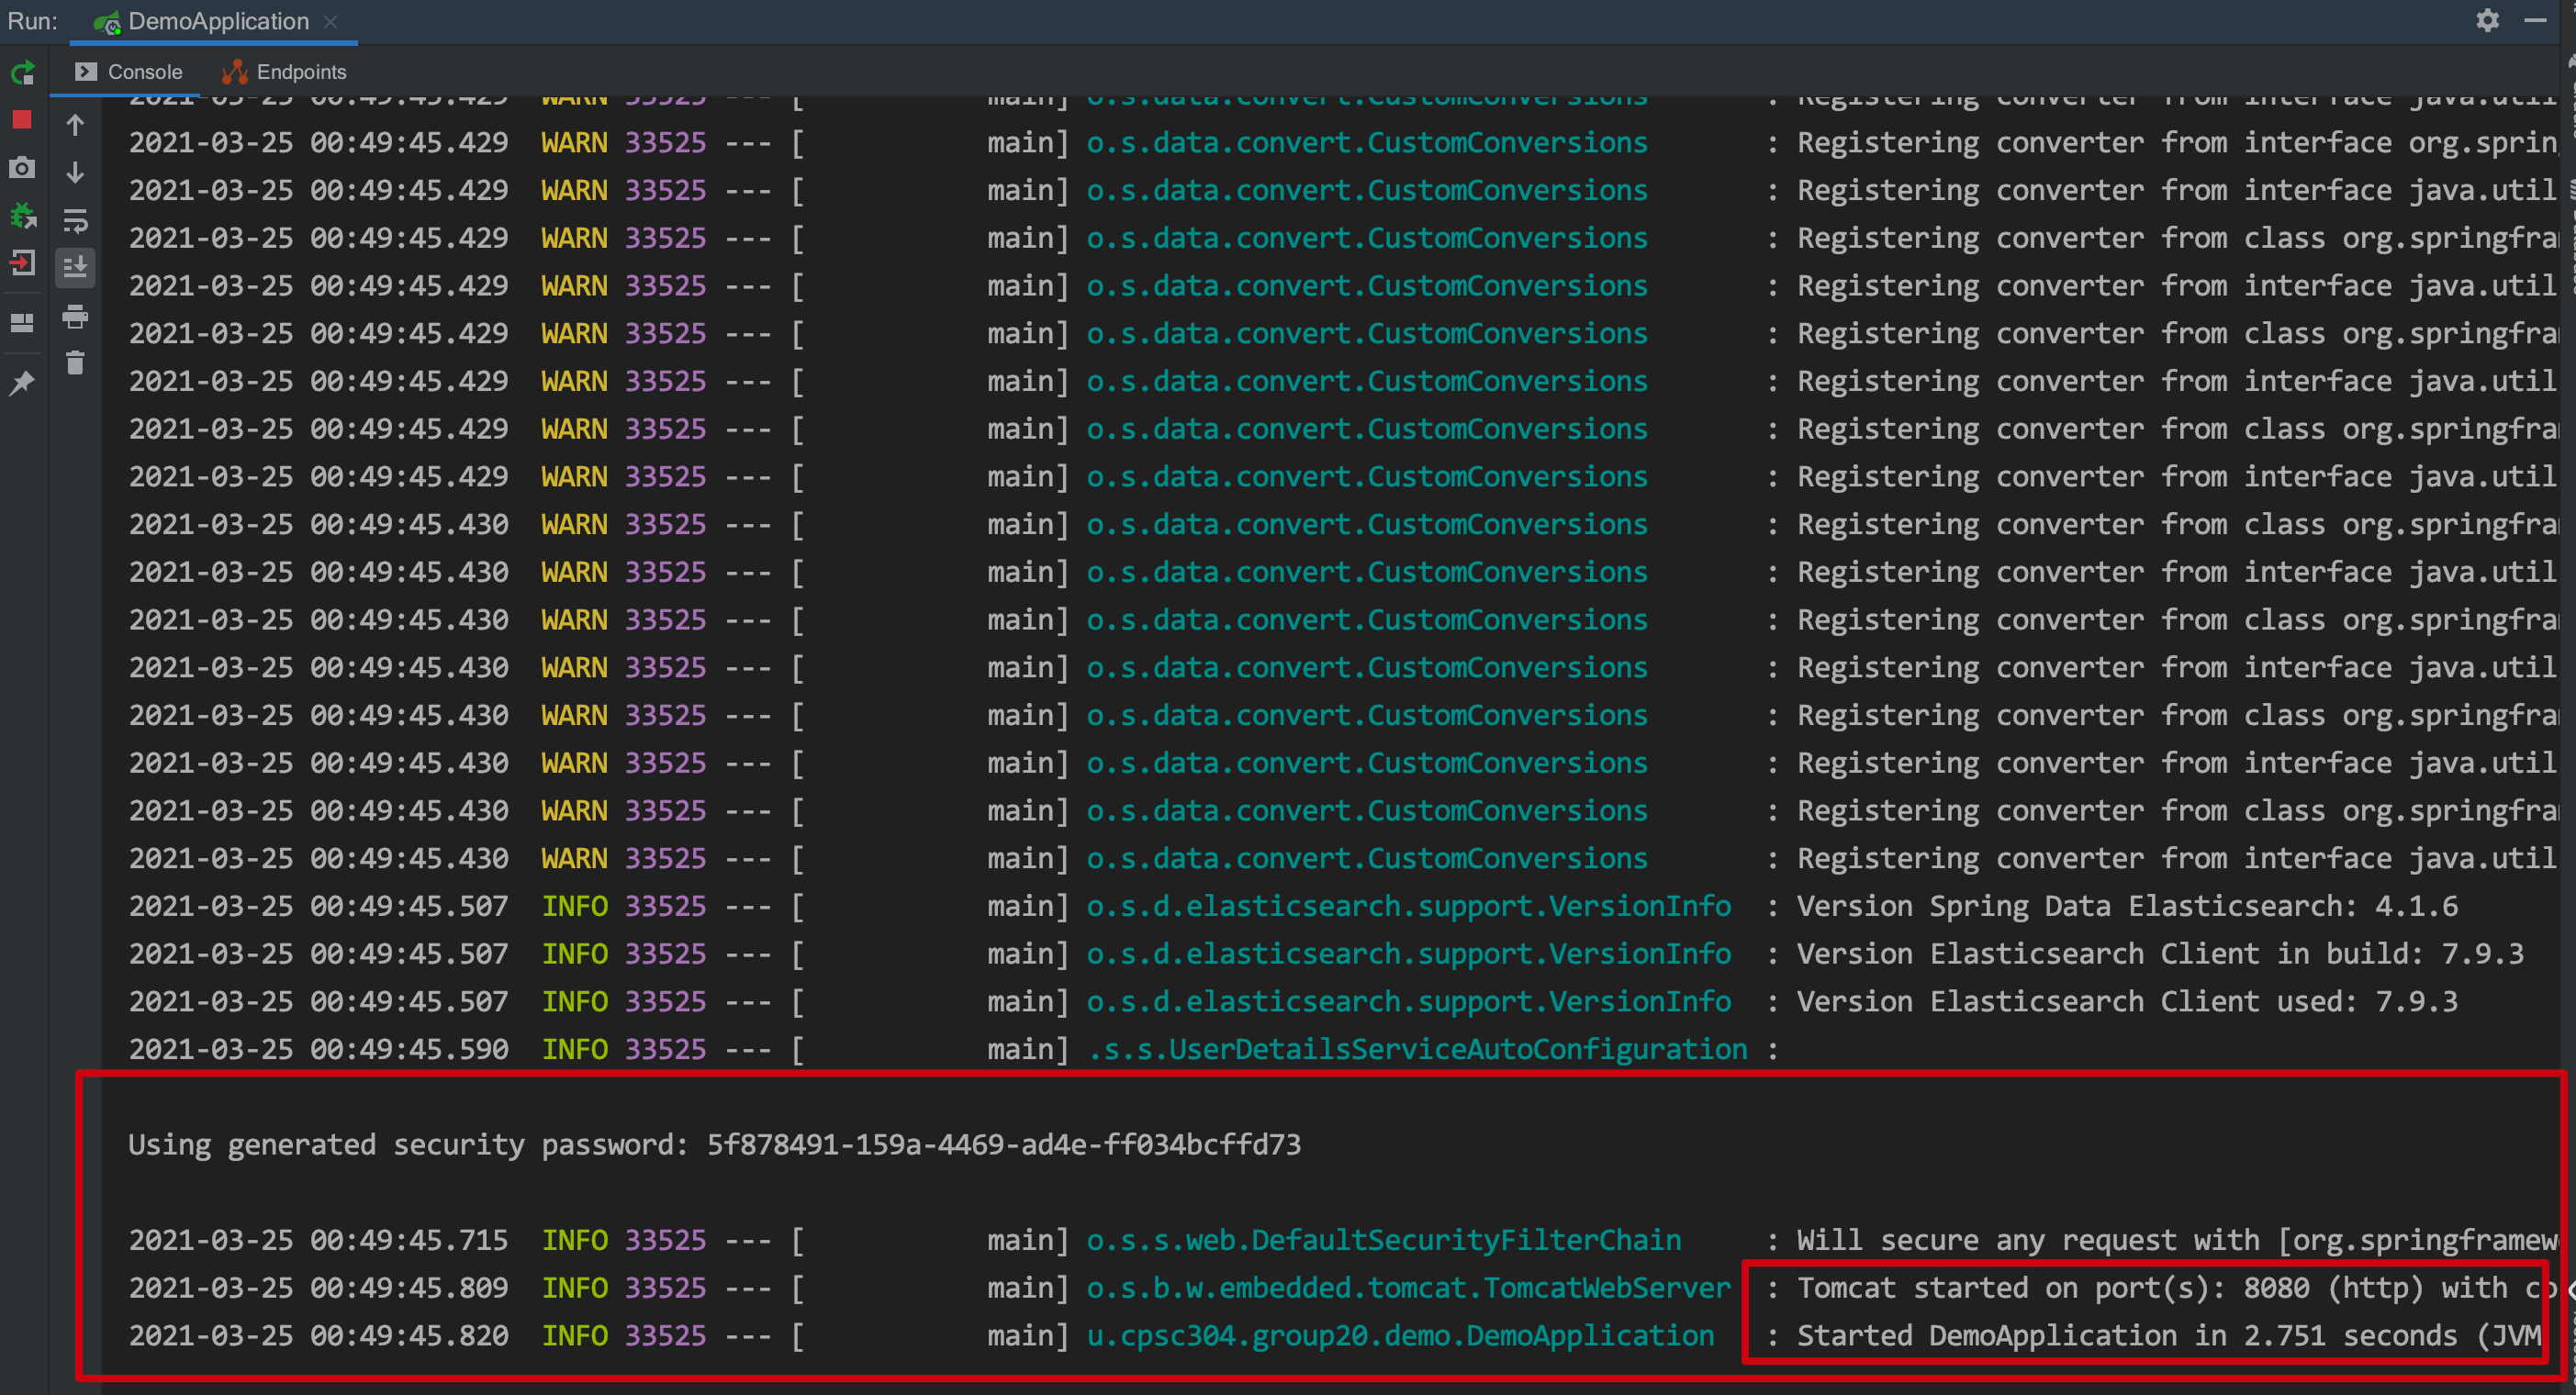 Run: DemoApplication
Console Endpoints
2021-03-25 00:49:45.429 WARN 33525 --- [ main] o.s.data.convert.CustomConversions : Registering converter from interface java.util
2021-03-25 00:49:45.429 WARN 33525 --- [ main] o.s.data.convert.CustomConversions : Registering converter from interface org.spring
2021-03-25 00:49:45.429 WARN 33525 --- [ main] o.s.data.convert.CustomConversions : Registering converter from interface java.util
2021-03-25 00:49:45.429 WARN 33525 --- [ main] o.s.data.convert.CustomConversions : Registering converter from class org.springfra
2021-03-25 00:49:45.429 WARN 33525 --- [ main] o.s.data.convert.CustomConversions : Registering converter from interface java.util
2021-03-25 00:49:45.429 WARN 33525 --- [ main] o.s.data.convert.CustomConversions : Registering converter from class org.springfra
2021-03-25 00:49:45.429 WARN 33525 --- [ main] o.s.data.convert.CustomConversions : Registering converter from interface java.util
2021-03-25 00:49:45.429 WARN 33525 --- [ main] o.s.data.convert.CustomConversions : Registering converter from class org.springfra
2021-03-25 00:49:45.429 WARN 33525 --- [ main] o.s.data.convert.CustomConversions : Registering converter from interface java.util
2021-03-25 00:49:45.430 WARN 33525 --- [ main] o.s.data.convert.CustomConversions : Registering converter from class org.springfra
2021-03-25 00:49:45.430 WARN 33525 --- [ main] o.s.data.convert.CustomConversions : Registering converter from interface java.util
2021-03-25 00:49:45.430 WARN 33525 --- [ main] o.s.data.convert.CustomConversions : Registering converter from class org.springfra
2021-03-25 00:49:45.430 WARN 33525 --- [ main] o.s.data.convert.CustomConversions : Registering converter from interface java.util
2021-03-25 00:49:45.430 WARN 33525 --- [ main] o.s.data.convert.CustomConversions : Registering converter from class org.springfra
2021-03-25 00:49:45.430 WARN 33525 --- [ main] o.s.data.convert.CustomConversions : Registering converter from interface java.util
2021-03-25 00:49:45.430 WARN 33525 --- [ main] o.s.data.convert.CustomConversions : Registering converter from class org.springfra
2021-03-25 00:49:45.430 WARN 33525 --- [ main] o.s.data.convert.CustomConversions : Registering converter from interface java.util
2021-03-25 00:49:45.507 INFO 33525 --- [ main] o.s.d.elasticsearch.support.VersionInfo : Version Spring Data Elasticsearch: 4.1.6
2021-03-25 00:49:45.507 INFO 33525 --- [ main] o.s.d.elasticsearch.support.VersionInfo : Version Elasticsearch Client in build: 7.9.3
2021-03-25 00:49:45.507 INFO 33525 --- [ main] o.s.d.elasticsearch.support.VersionInfo : Version Elasticsearch Client used: 7.9.3
2021-03-25 00:49:45.590 INFO 33525 --- [ main] .s.s.UserDetailsServiceAutoConfiguration :
Using generated security password: 5f878491-159a-4469-ad4e-ff034bcffd73
2021-03-25 00:49:45.715 INFO 33525 --- [ main] o.s.s.web.DefaultSecurityFilterChain : Will secure any request with [org.springframew
2021-03-25 00:49:45.809 INFO 33525 --- [ main] o.s.b.w.embedded.tomcat.TomcatWebServer : Tomcat started on port(s): 8080 (http) with co
2021-03-25 00:49:45.820 INFO 33525 --- [ main] u.cpsc304.group20.demo.DemoApplication : Started DemoApplication in 2.751 seconds (JVM